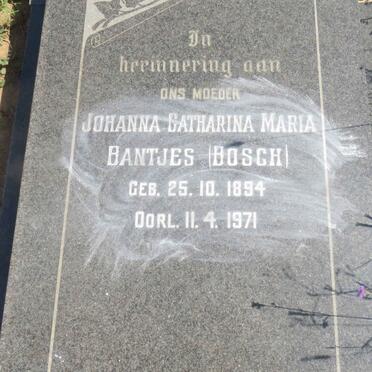 In
herinnering aan
ONS MOEDER
JOHANNA CATHARINA MARIA
BANTJES (BOSCH)
GEB. 25. 10. 1894
OORL. 11. 4. 1971